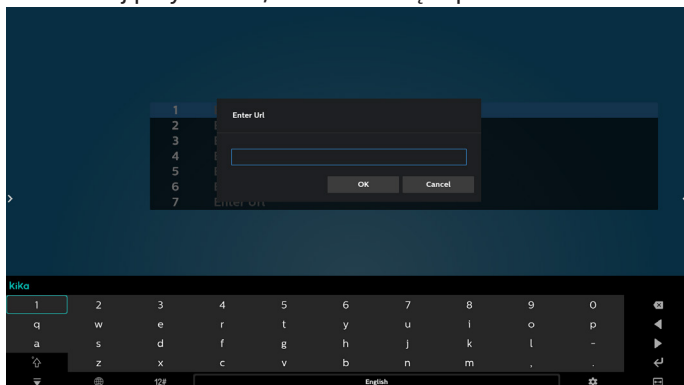 1
2
3
4
5
6
7 Enter Url
Enter Url
OK Cancel
kika
1 2 3 4 5 6 7 8 9 0
q w e r t y u i o p
a s d f g h j k l -
z x c v b n m , .
12# English